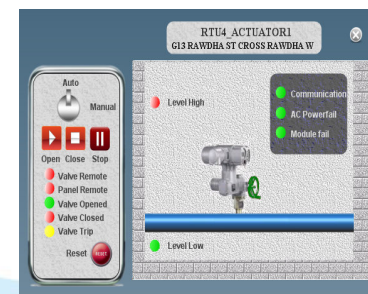 RTU4_ACTUATOR1
G13 RAWDHA ST CROSS RAWDHA W
Auto
Manual
Open Close Stop
Valve Remote
Panel Remote
Valve Opened
Valve Closed
Valve Trip
Reset RESET
Level High
Communication
AC Powerfail
Module fail
Level Low